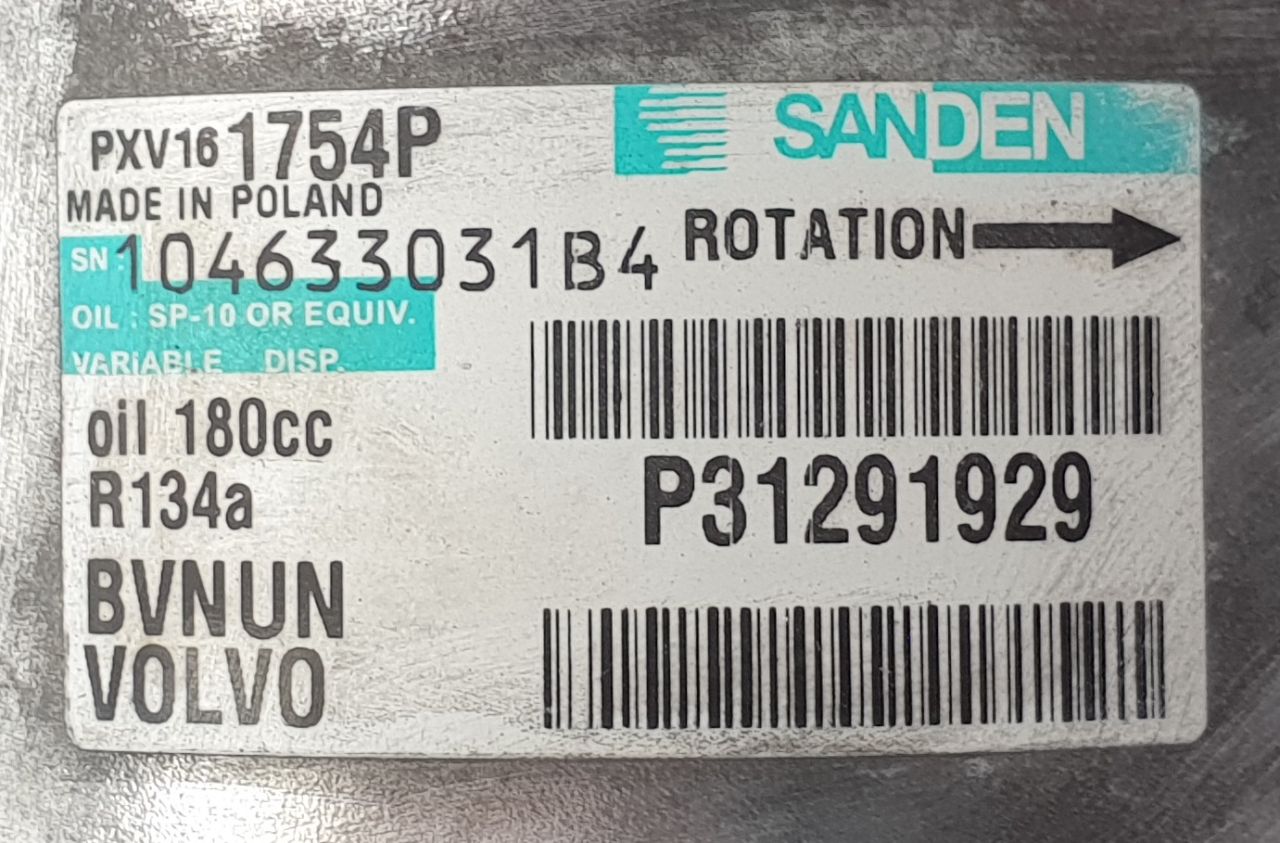 PXV16 1754P
SANDEN
MADE IN POLAND
SN : 104633031B4
ROTATION
OIL : SP-10 OR EQUIV.
VARiABLE DISP.
oil 180cc
R134a
P31291929
BVNUN
VOLVO